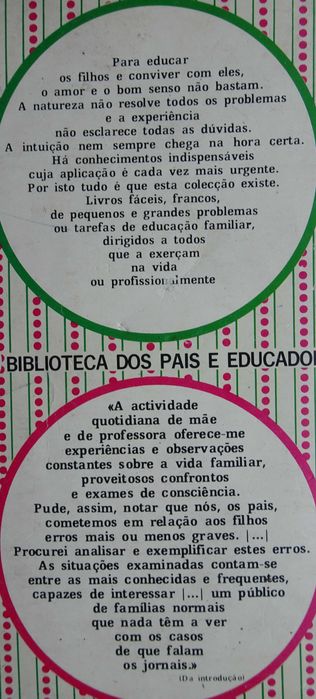 Para educar
os filhos e conviver com eles,
o amor e o bom senso não bastam.
A natureza não resolve todos os problemas
e a experiência
não esclarece todas as dúvidas.
A intuição nem sempre chega na hora certa.
Há conhecimentos indispensáveis
cuja aplicação é cada vez mais urgente.
Por isto tudo é que esta colecção existe.
Livros fáceis, francos,
de pequenos e grandes problemas
ou tarefas de educação familiar,
dirigidos a todos
que a exerçam
na vida
ou profissionalmente
BIBLIOTECA DOS PAIS E EDUCADO
«A actividade
quotidiana de mãe
e de professora oferece-me
experiências e observações
constantes sobre a vida familiar,
proveitosos confrontos
e exames de consciência.
Pude, assim, notar que nós, os pais,
cometemos em relação aos filhos
erros mais ou menos graves. |...|
Procurei analisar e exemplificar estes erros.
As situações examinadas contam-se
entre as mais conhecidas e frequentes,
capazes de interessar |...| um público
de famílias normais
que nada têm a ver
com os casos
de que falam
os jornais.»
(Da introdução)